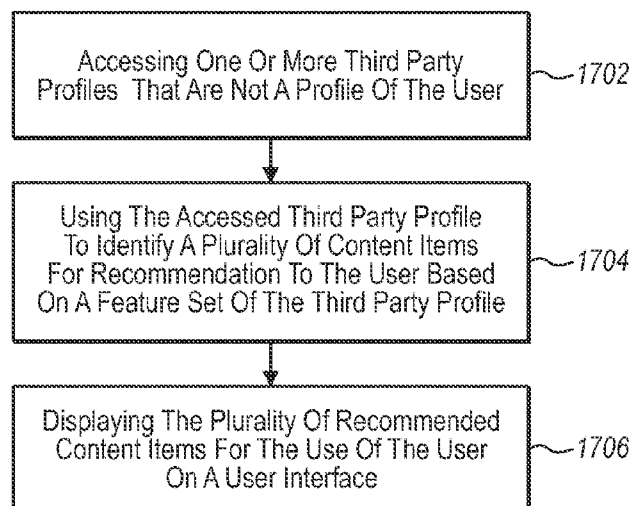 Accessing One Or More Third Party
Profiles That Are Not A Profile Of The User
1702
Using The Accessed Third Party Profile
To Identify A Plurality Of Content Items
For Recommendation To The User Based
On A Feature Set Of The Third Party Profile
1704
Displaying The Plurality Of Recommended
Content Items For The Use Of The User
On A User Interface
1706